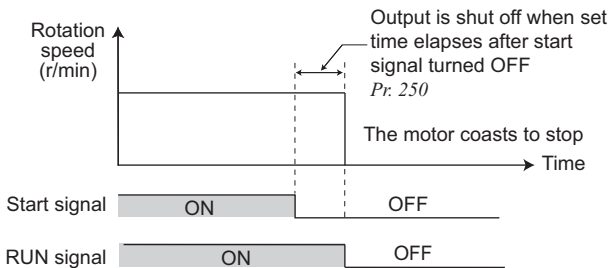 Rotation
speed
(r/min)
Output is shut off when set
time elapses after start
signal turned OFF
Pr. 250
The motor coasts to stop
Time
Start signal
ON
OFF
RUN signal
ON
OFF